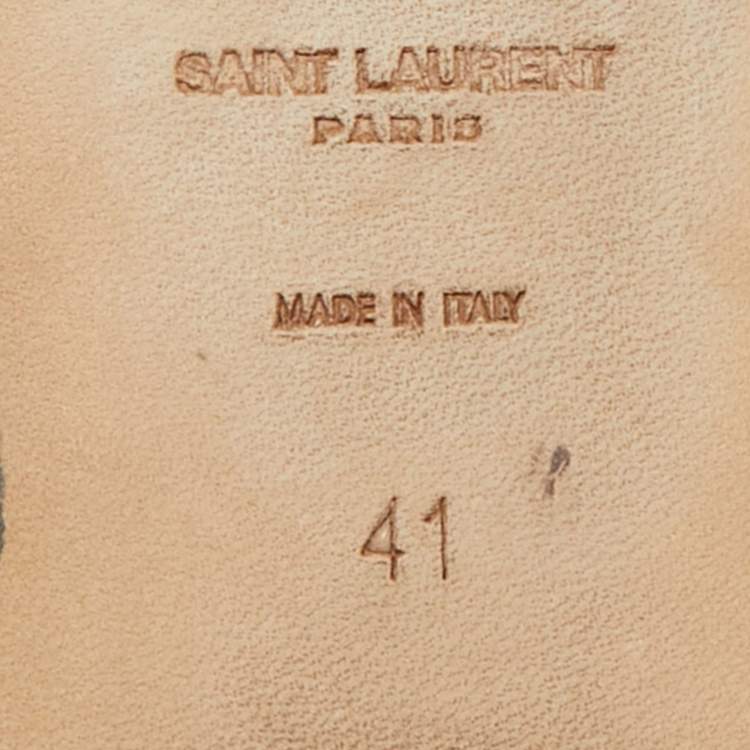 SAINT LAURENT
PARIS
MADE IN ITALY
41